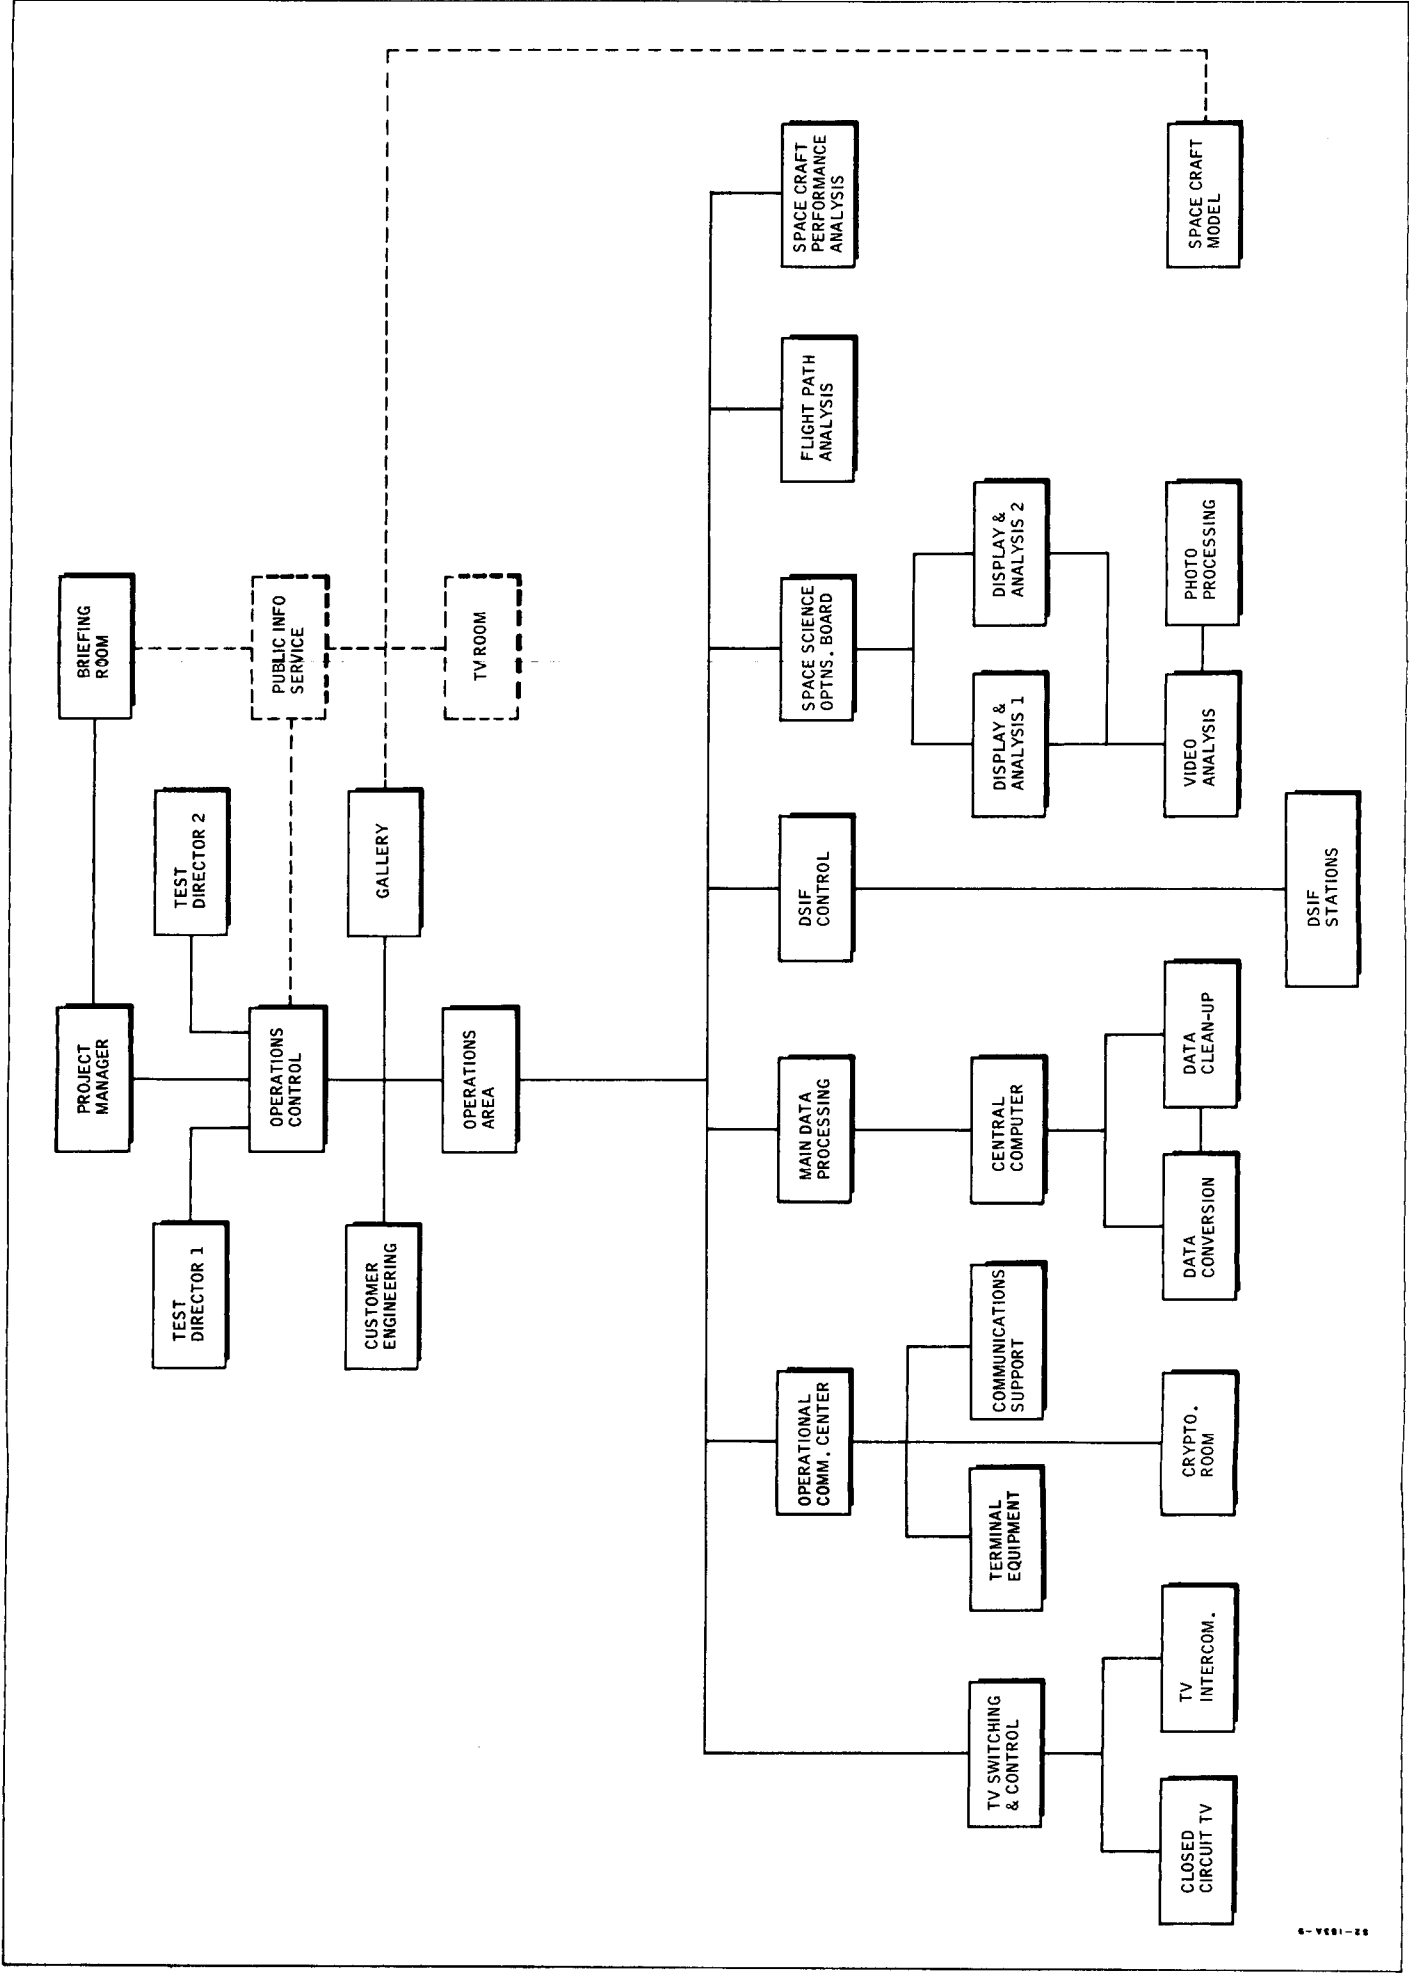 PROJECT
MANAGER
BRIEFING
ROOM
TEST
DIRECTOR 1
TEST
DIRECTOR 2
OPERATIONS
CONTROL
PUBLIC INFO
SERVICE
CUSTOMER
ENGINEERING
GALLERY
OPERATIONS
AREA
TV ROOM
OPERATIONAL
COMM. CENTER
MAIN DATA
PROCESSING
DSIF
CONTROL
SPACE SCIENCE
OPTNS. BOARD
FLIGHT PATH
ANALYSIS
SPACE CRAFT
PERFORMANCE
ANALYSIS
TV SWITCHING
& CONTROL
TERMINAL
EQUIPMENT
COMMUNICATIONS
SUPPORT
CENTRAL
COMPUTER
DISPLAY &
ANALYSIS 1
DISPLAY &
ANALYSIS 2
CLOSED
CIRCUIT TV
TV
INTERCOM.
CRYPTO.
ROOM
DATA
CONVERSION
DATA
CLEAN-UP
VIDEO
ANALYSIS
PHOTO
PROCESSING
SPACE CRAFT
MODEL
DSIF
STATIONS
S2-183A-9